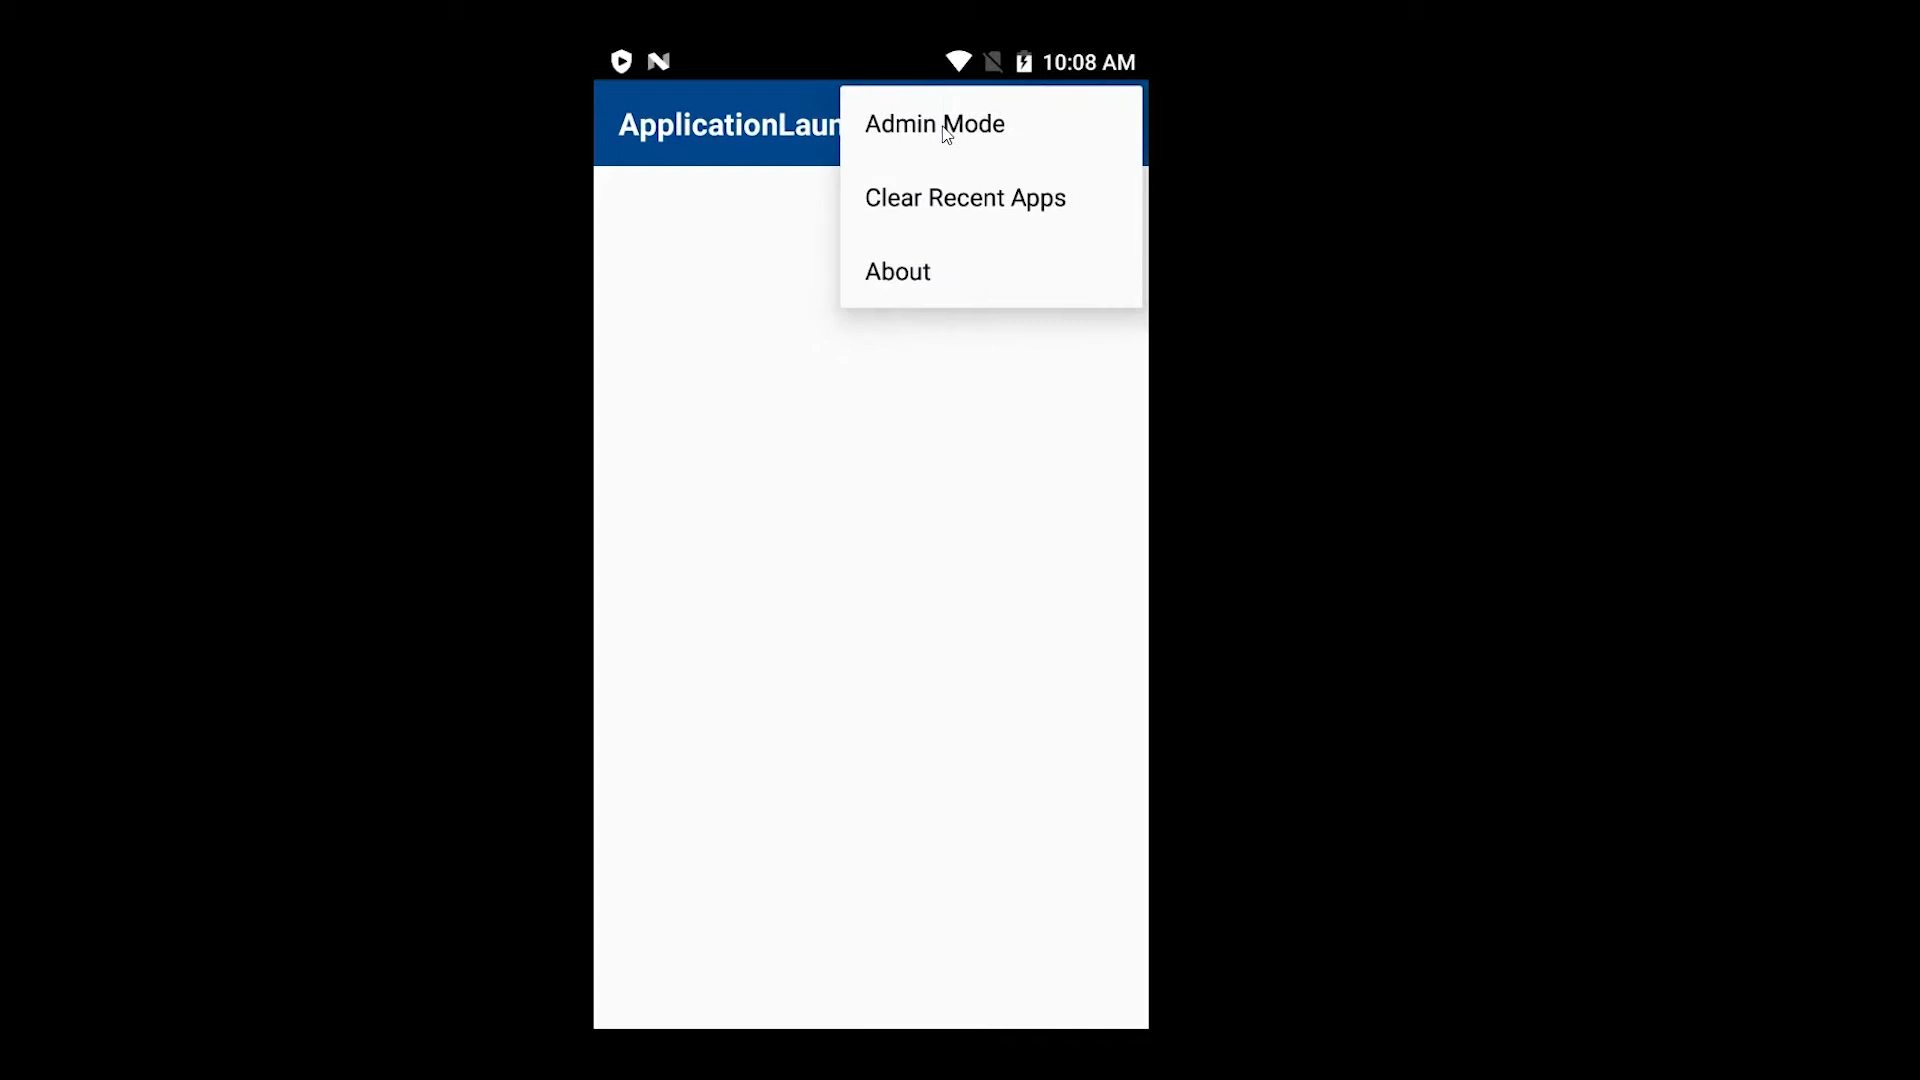 10:08 AM
ApplicationLaun
Admin Mode
Clear Recent Apps
About